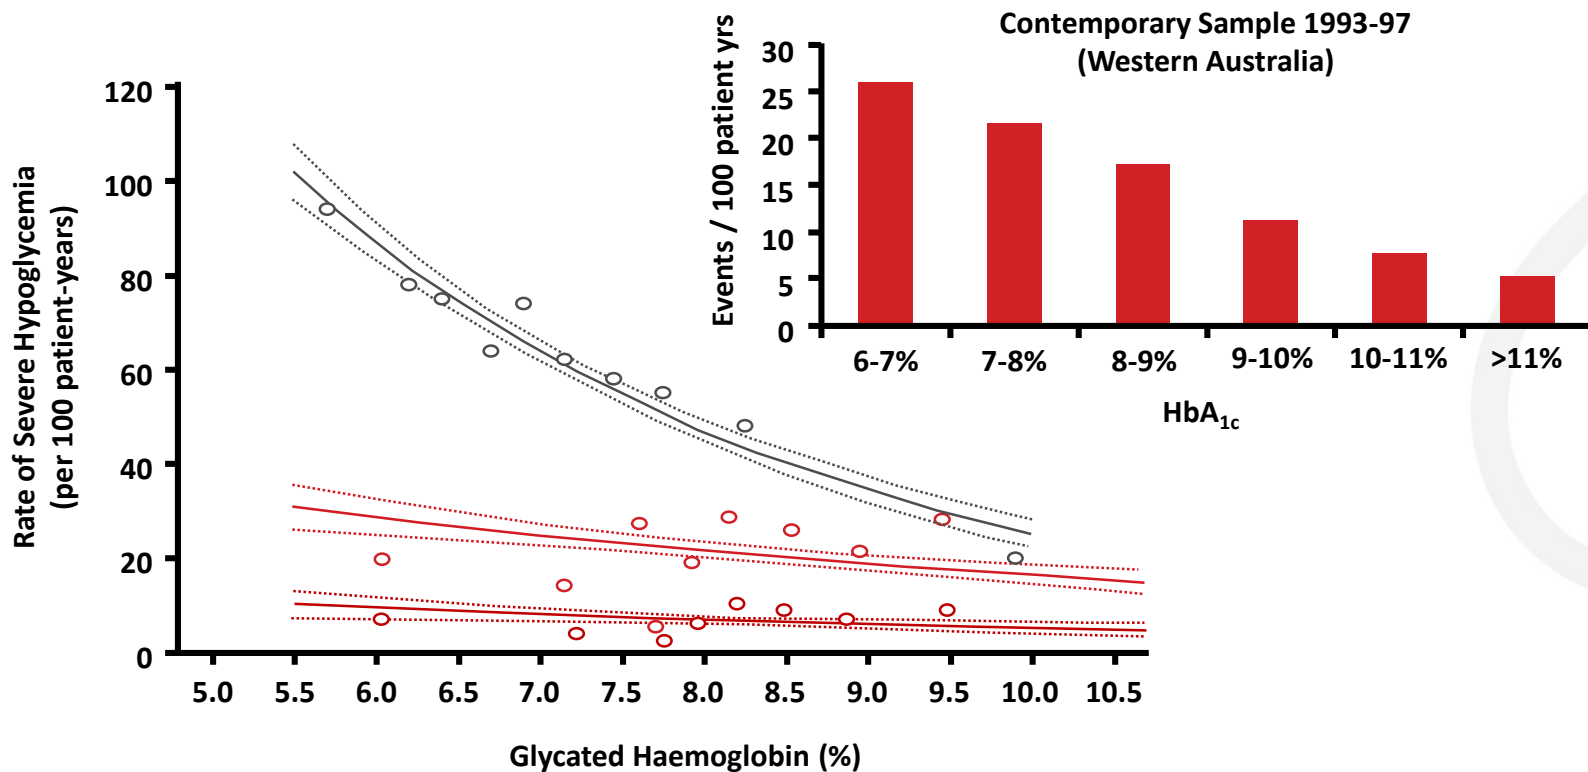 Contemporary Sample 1993-97
(Western Australia)
Events / 100 patient yrs
30
25
20
15
10
5
0
6-7% 7-8% 8-9% 9-10% 10-11% >11%
HbA1c
Rate of Severe Hypoglycemia
(per 100 patient-years)
120
100
80
60
40
20
0
5.0 5.5 6.0 6.5 7.0 7.5 8.0 8.5 9.0 9.5 10.0 10.5
Glycated Haemoglobin (%)